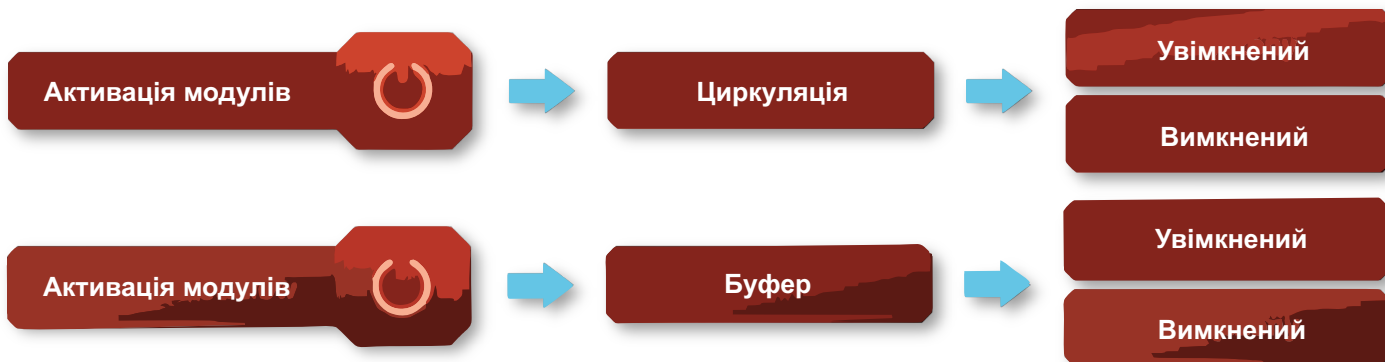 Активація модулів
Циркуляція
Увімкнений
Вимкнений
Активація модулів
Буфер
Увімкнений
Вимкнений